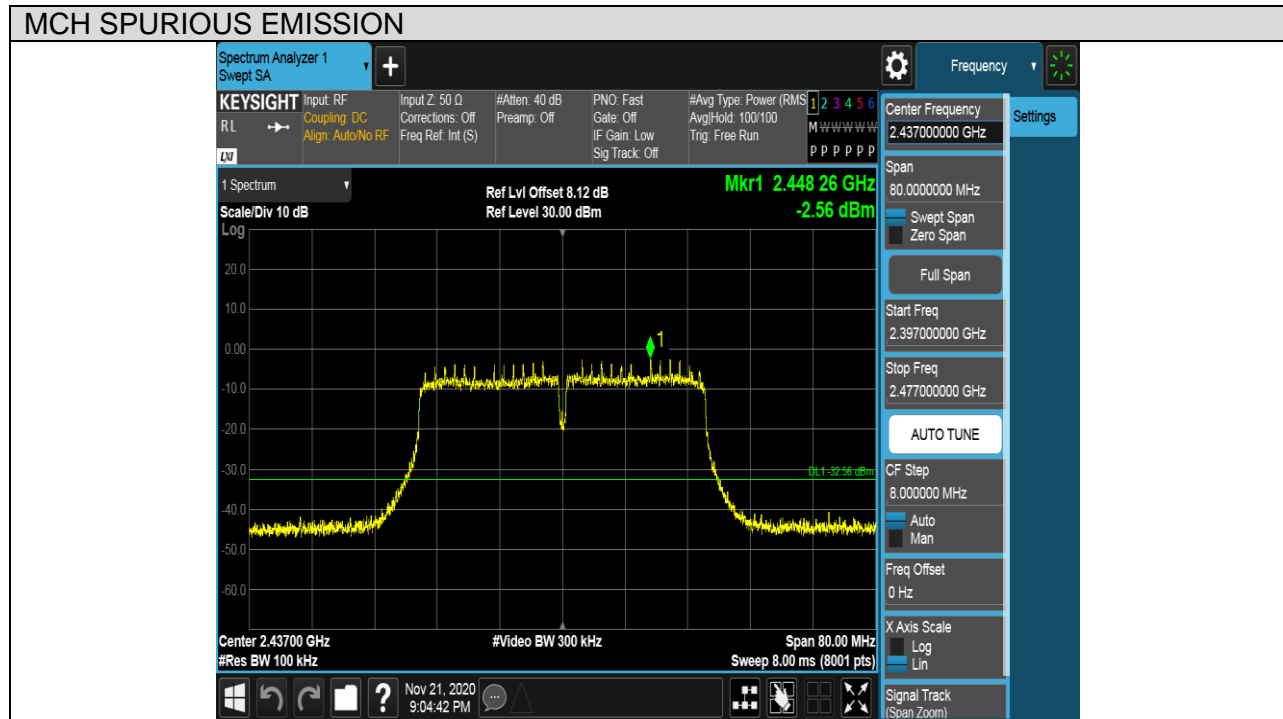 MCH SPURIOUS EMISSION
Spectrum Analyzer 1
Swept SA
+
Frequency
KEYSIGHT
RL
LXI
Input: RF
Coupling: DC
Align: Auto/No RF
Input Z: 50 Ω
Corrections: Off
Freq Ref: Int (S)
#Atten: 40 dB
Preamp: Off
PNO: Fast
Gate: Off
IF Gain: Low
Sig Track: Off
#Avg Type: Power (RMS
Avg|Hold: 100/100
Trig: Free Run
1 2 3 4 5 6
M W W W W W
P P P P P P
1 Spectrum
Scale/Div 10 dB
Ref Lvl Offset 8.12 dB
Ref Level 30.00 dBm
Mkr1 2.448 26 GHz
-2.56 dBm
Log
20.0
10.0
0.00
-10.0
-20.0
-30.0
-40.0
-50.0
-60.0
1
DL1 -32.56 dBm
Center 2.43700 GHz
#Res BW 100 kHz
#Video BW 300 kHz
Span 80.00 MHz
Sweep 8.00 ms (8001 pts)
Center Frequency
2.437000000 GHz
Settings
Span
80.0000000 MHz
Swept Span
Zero Span
Full Span
Start Freq
2.397000000 GHz
Stop Freq
2.477000000 GHz
AUTO TUNE
CF Step
8.000000 MHz
Auto
Man
Freq Offset
0 Hz
X Axis Scale
Log
Lin
Signal Track
(Span Zoom)
?
Nov 21, 2020
9:04:42 PM